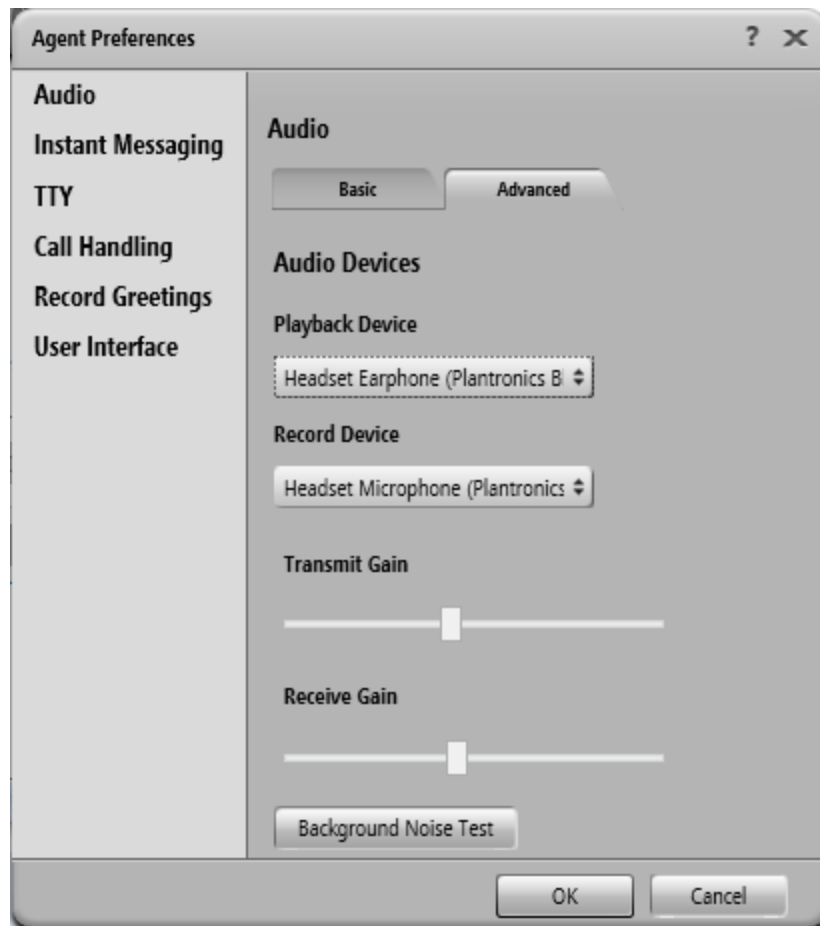 Agent Preferences
?
Audio
Instant Messaging
TTY
Call Handling
Record Greetings
User Interface
Audio
Basic
Advanced
Audio Devices
Playback Device
Headset Earphone (Plantronics B
Record Device
Headset Microphone (Plantronics
Transmit Gain
Receive Gain
Background Noise Test
OK
Cancel